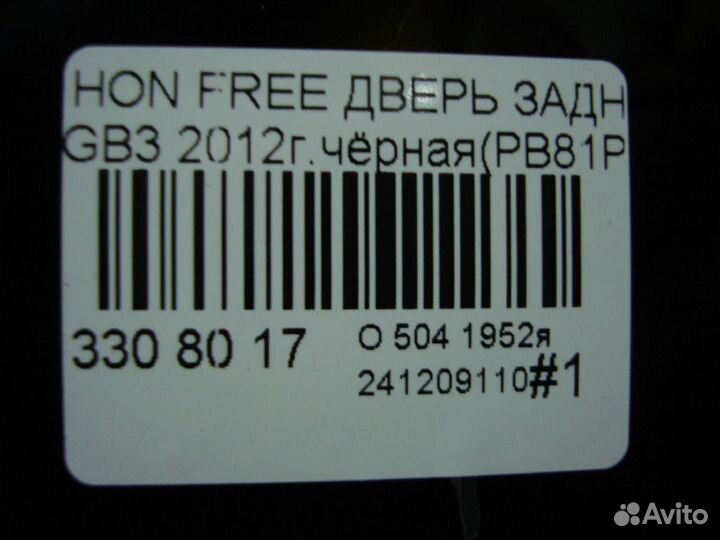 HON FREE ДВЕРЬ ЗАДН
GB3 2012г.чёрная(PB81P
330 80 17
O 504 1952я
241209110#1
Avito